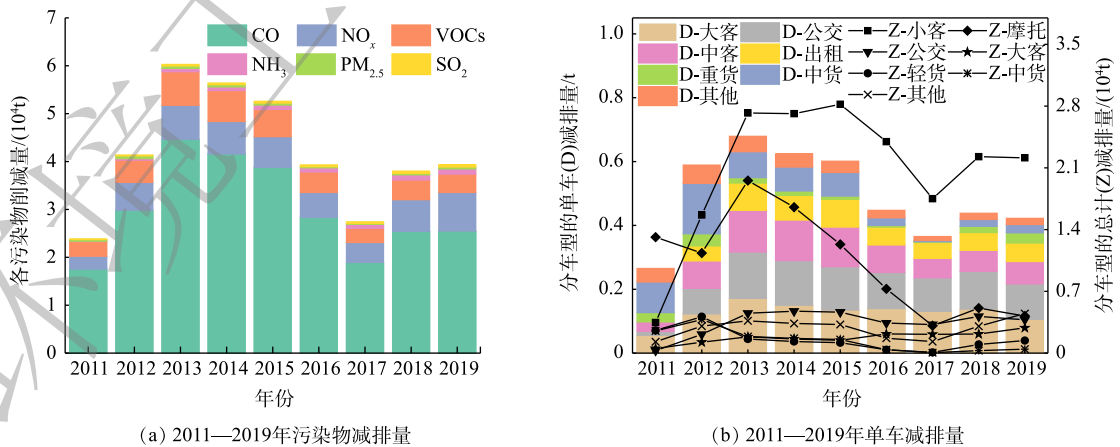 7
6
5
4
3
2
1
0
各污染物削减量/(10⁴t)
CO NOₓ VOCs
NH₃ PM₂.₅ SO₂
2011 2012 2013 2014 2015 2016 2017 2018 2019
年份
(a) 2011—2019年污染物减排量
1.0
0.8
0.6
0.4
0.2
0
分车型的单车(D)减排量/t
D-大客 D-公交 Z-小客 Z-摩托
D-中客 D-出租 Z-公交 Z-大客
D-重货 D-中货 Z-轻货 Z-中货
D-其他 Z-其他
3.5
2.8
2.1
1.4
0.7
0
分车型的总计(Z)减排量/(10⁴t)
2011 2012 2013 2014 2015 2016 2017 2018 2019
年份
(b) 2011—2019年单车减排量